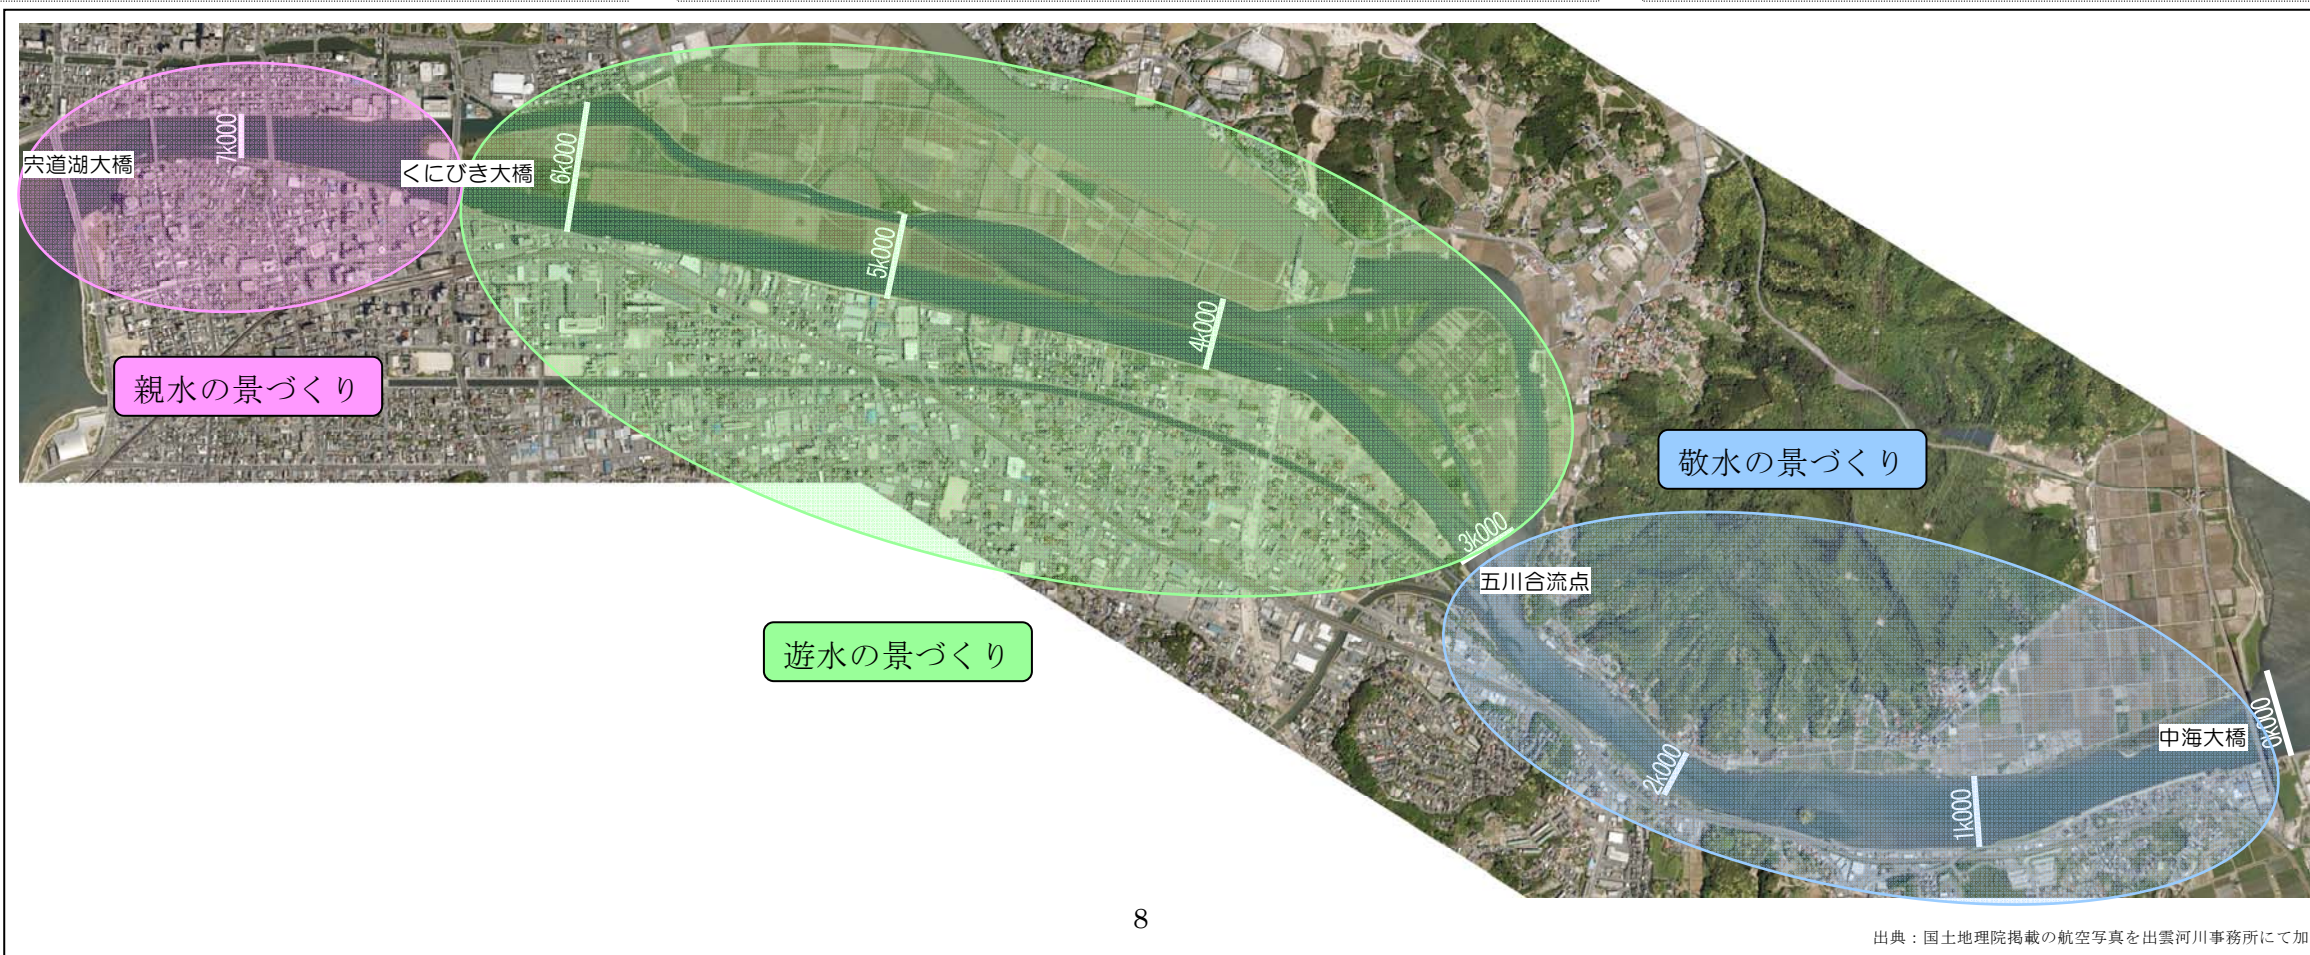 宍道湖大橋
7k000
くにびき大橋
6k000
5k000
4k000
親水の景づくり
敬水の景づくり
3k000
五川合流点
遊水の景づくり
中海大橋
0k000
2k000
1k000
8
出典：国土地理院掲載の航空写真を出雲河川事務所にて加